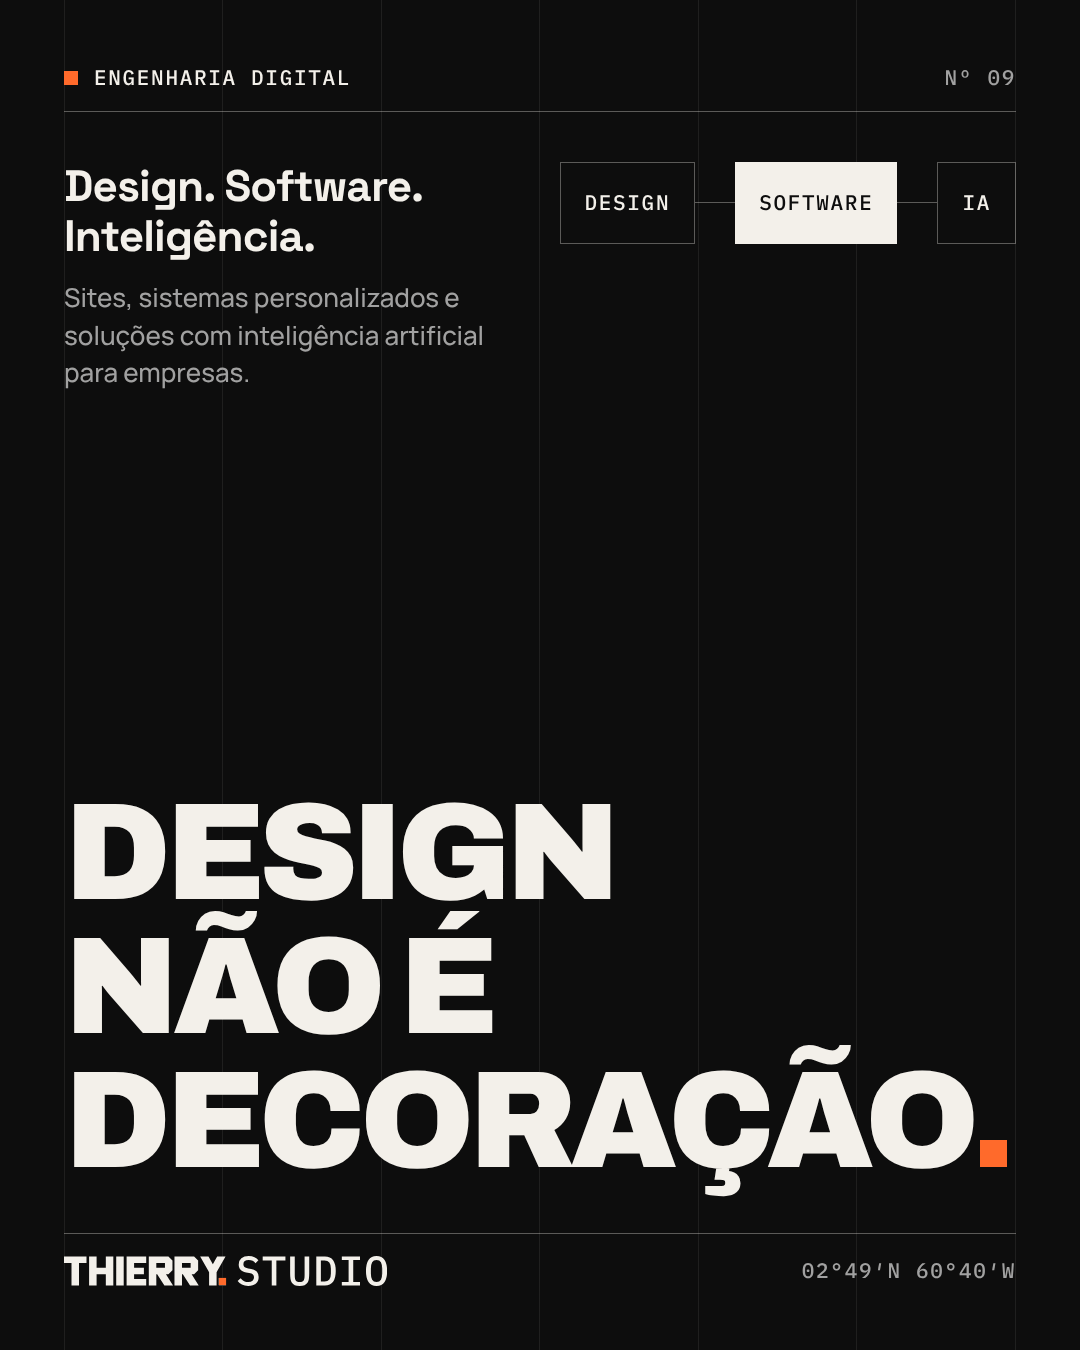 ENGENHARIA DIGITAL
Nº 09
Design. Software.
Inteligência.
Sites, sistemas personalizados e
soluções com inteligência artificial
para empresas.
DESIGN
SOFTWARE
IA
DESIGN
NÃO É
DECORAÇÃO.
THIERRY. STUDIO
02°49′N 60°40′W